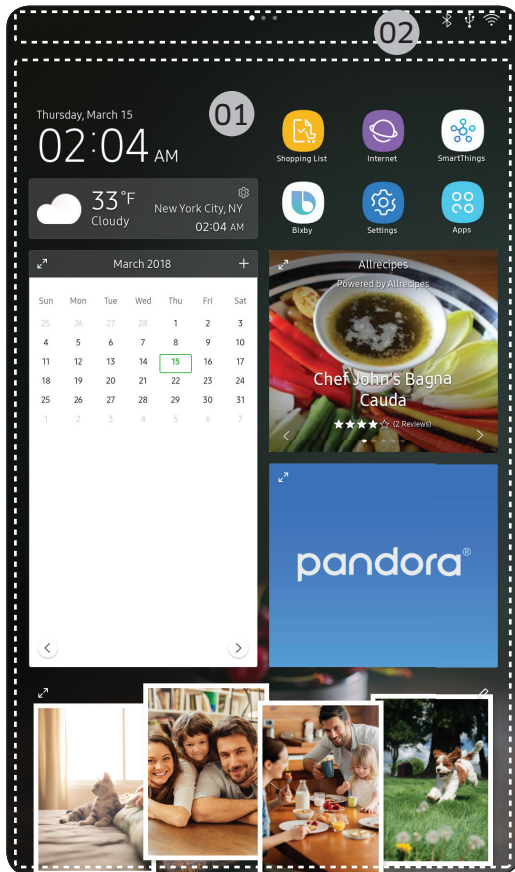 02
01
Thursday, March 15
02:04 AM
Shopping List
Internet
SmartThings
33°F
Cloudy
New York City, NY
02:04 AM
Bixby
Settings
Apps
March 2018
Sun Mon Tue Wed Thu Fri Sat
25 26 27 28 1 2 3
4 5 6 7 8 9 10
11 12 13 14 15 16 17
18 19 20 21 22 23 24
25 26 27 28 29 30 31
1 2 3 4 5 6 7
Allrecipes
Powered by Allrecipes
Chef John's Bagna
Cauda
(2 Reviews)
pandora®